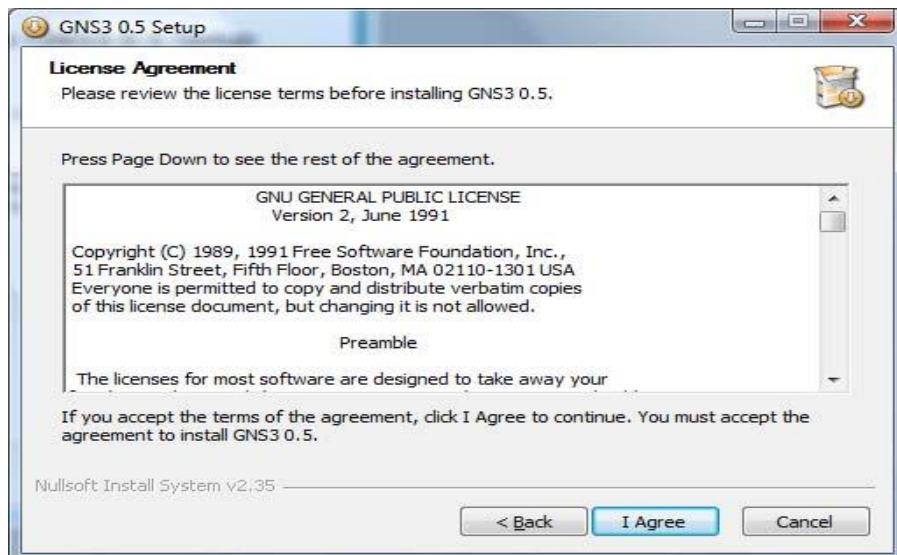 GNS3 0.5 Setup
License Agreement
Please review the license terms before installing GNS3 0.5.
Press Page Down to see the rest of the agreement.
GNU GENERAL PUBLIC LICENSE
Version 2, June 1991
Copyright (C) 1989, 1991 Free Software Foundation, Inc.,
51 Franklin Street, Fifth Floor, Boston, MA 02110-1301 USA
Everyone is permitted to copy and distribute verbatim copies
of this license document, but changing it is not allowed.
Preamble
The licenses for most software are designed to take away your
If you accept the terms of the agreement, click I Agree to continue. You must accept the
agreement to install GNS3 0.5.
Nullsoft Install System v2.35
< Back I Agree Cancel